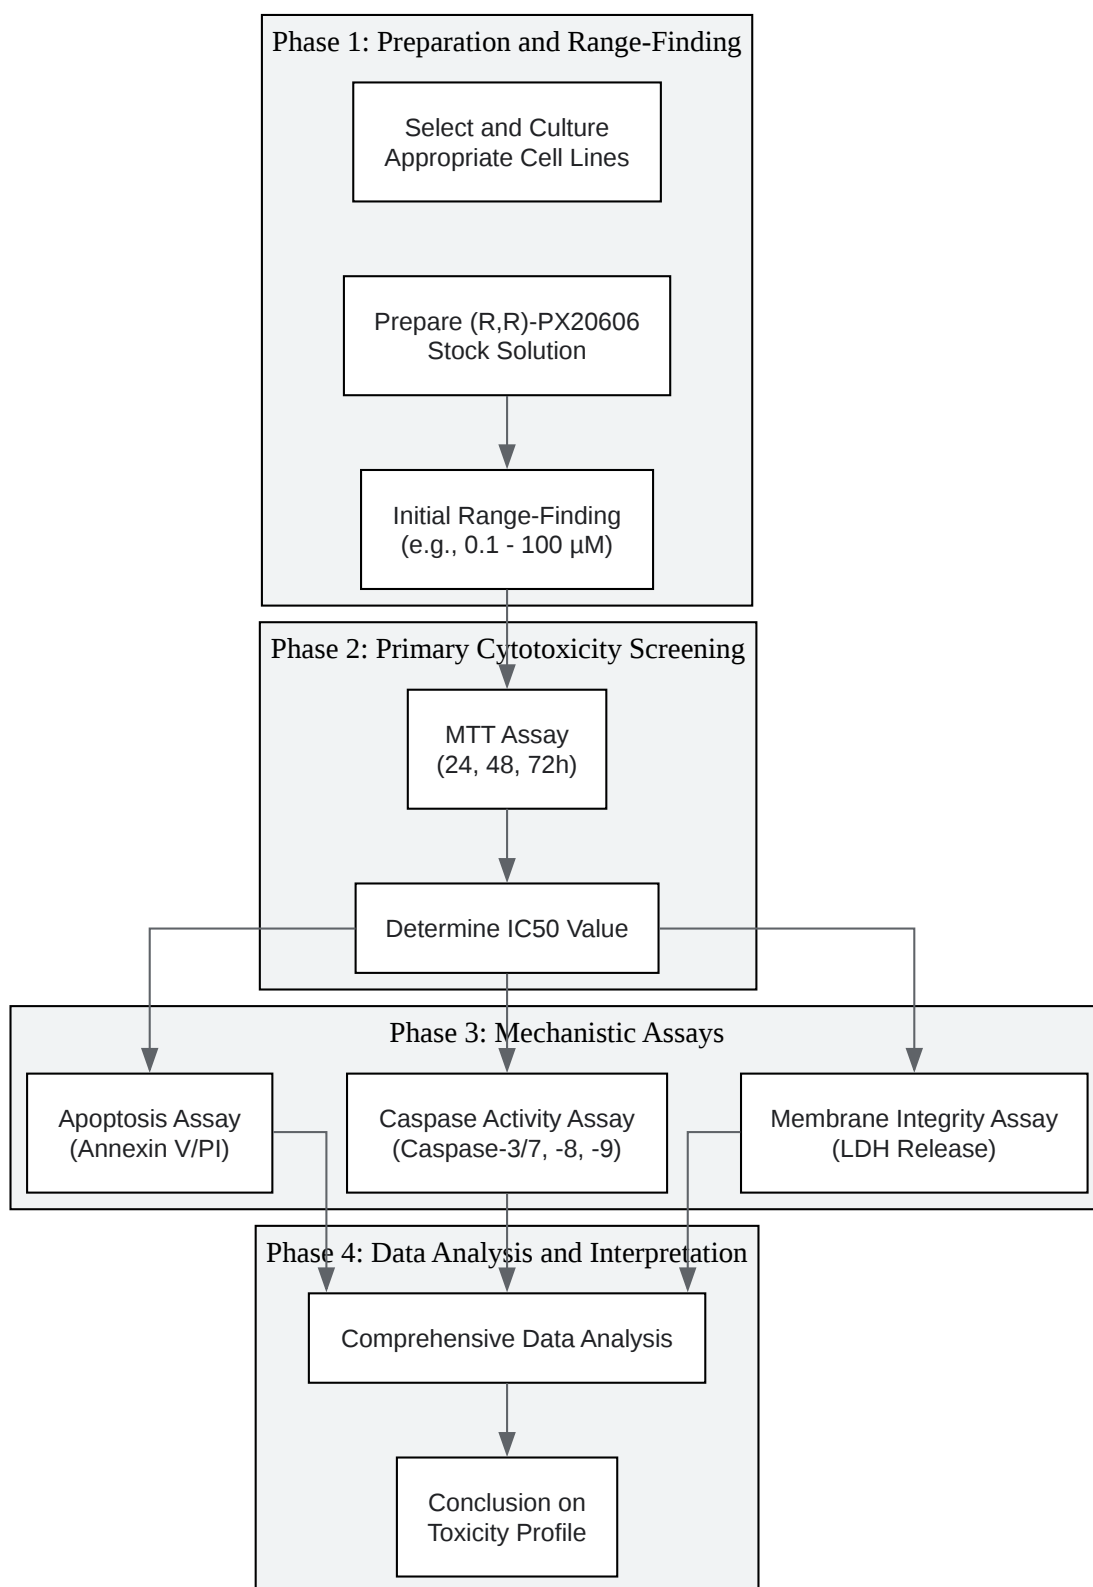 Phase 1: Preparation and Range-Finding
Select and Culture
Appropriate Cell Lines
Prepare (R,R)-PX20606
Stock Solution
Initial Range-Finding
(e.g., 0.1 - 100 µM)
Phase 2: Primary Cytotoxicity Screening
MTT Assay
(24, 48, 72h)
Determine IC50 Value
Phase 3: Mechanistic Assays
Apoptosis Assay
(Annexin V/PI)
Caspase Activity Assay
(Caspase-3/7, -8, -9)
Membrane Integrity Assay
(LDH Release)
Phase 4: Data Analysis and Interpretation
Comprehensive Data Analysis
Conclusion on
Toxicity Profile